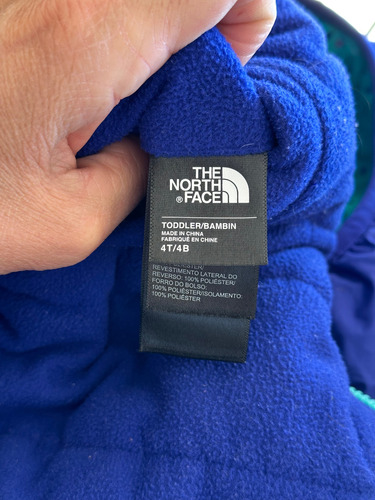 THE
NORTH
FACE
®
TODDLER/BAMBIN
MADE IN CHINA
FABRIQUÉ EN CHINE
4T/4B
REVESTIMENTO LATERAL DO
REVERSO: 100% POLIÉSTER/
FORRO DO BOLSO:
100% POLIÉSTER/ISOLAMENTO:
100% POLIÉSTER